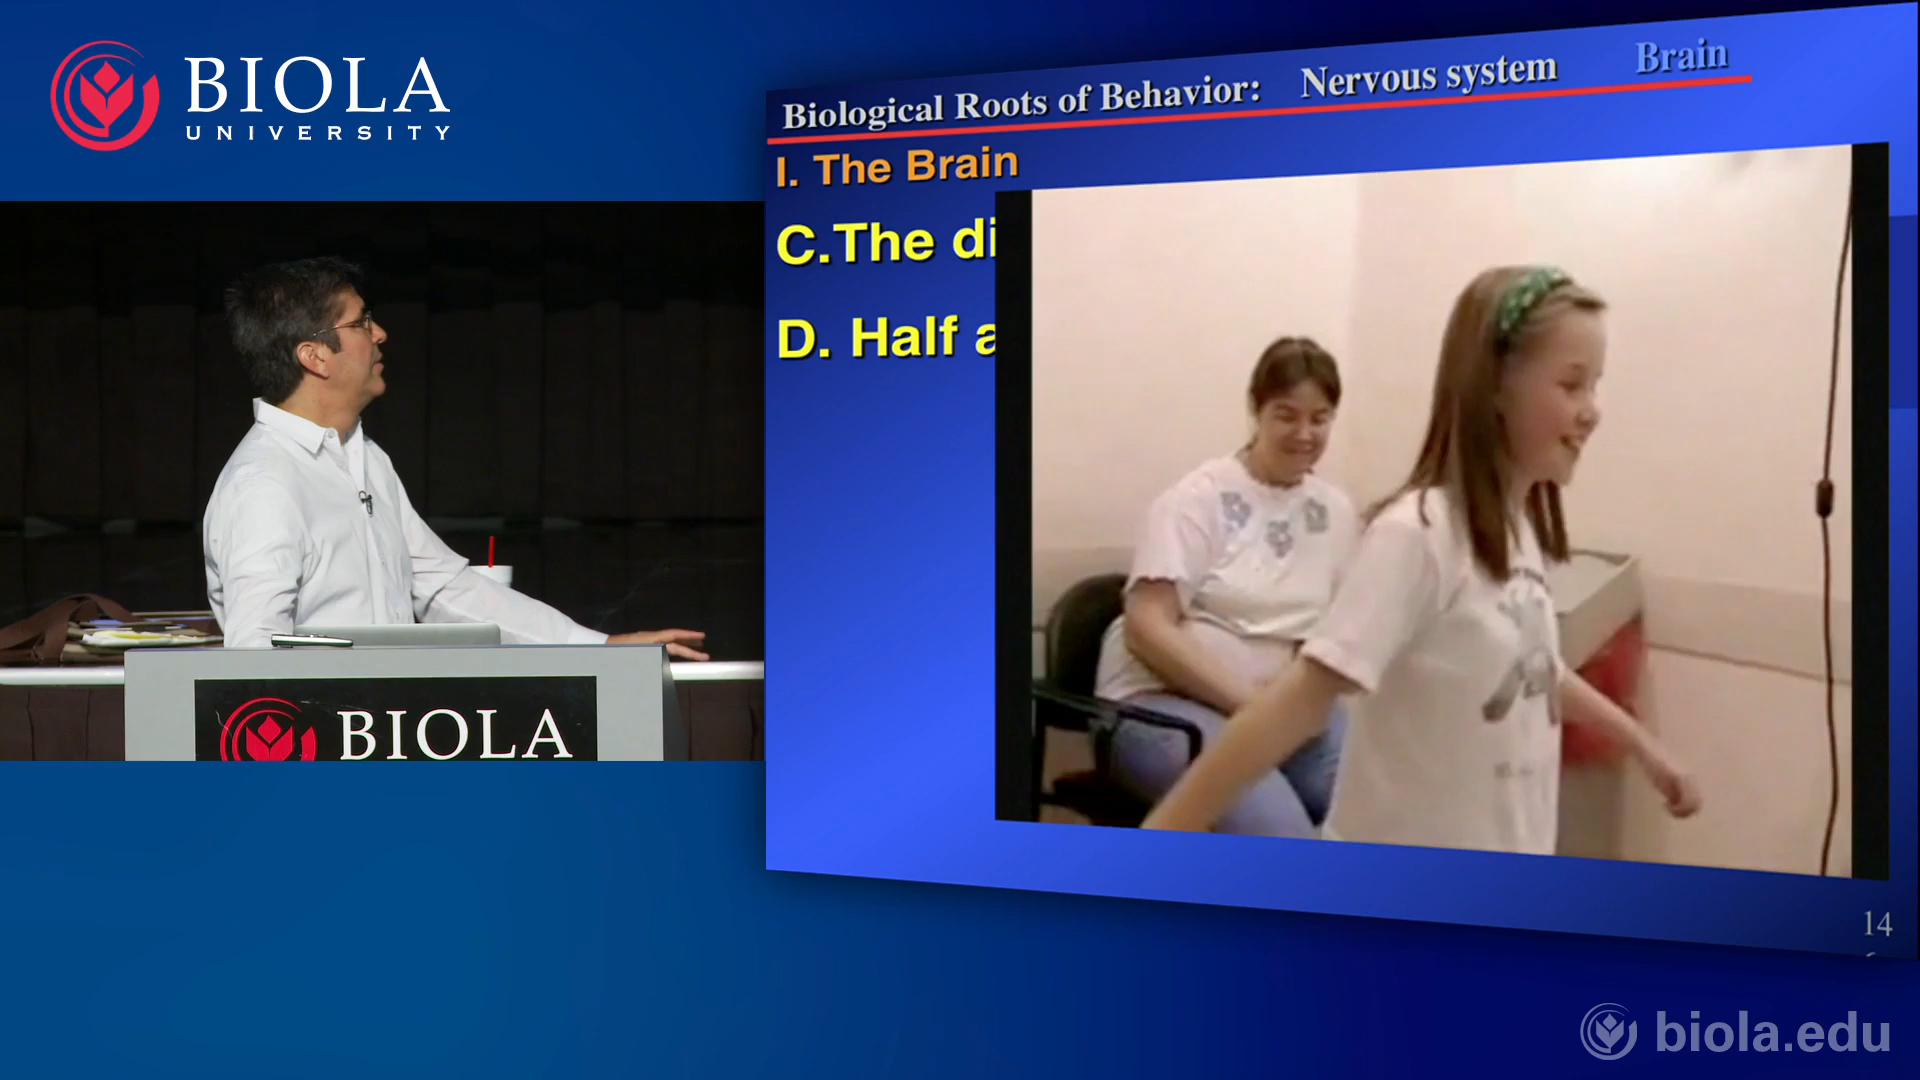 BIOLA
UNIVERSITY
Biological Roots of Behavior: Nervous system Brain
I. The Brain
C.The di
D. Half a
BIOLA
14
biola.edu